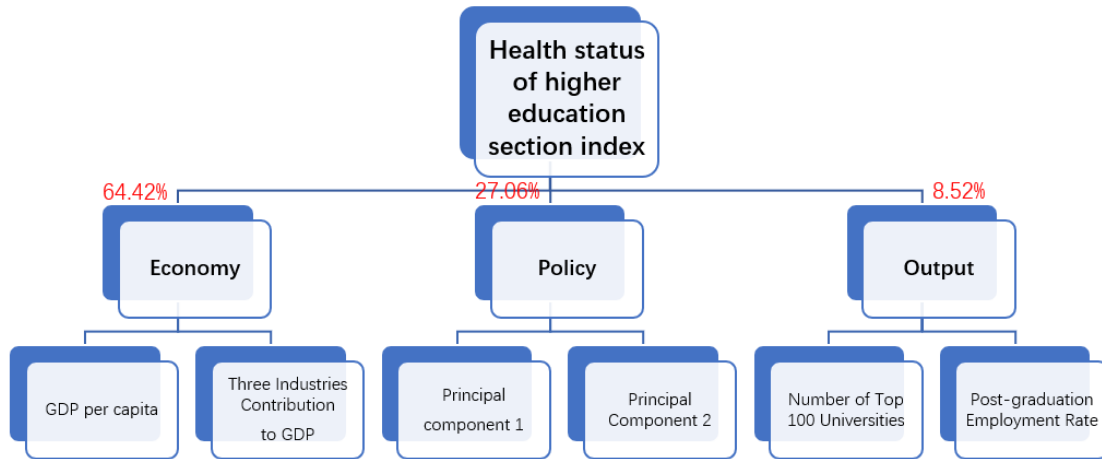 Health status
of higher
education
section index
64.42%
27.06%
8.52%
Economy
Policy
Output
GDP per capita
Three Industries
Contribution
to GDP
Principal
component 1
Principal
Component 2
Number of Top
100 Universities
Post-graduation
Employment Rate